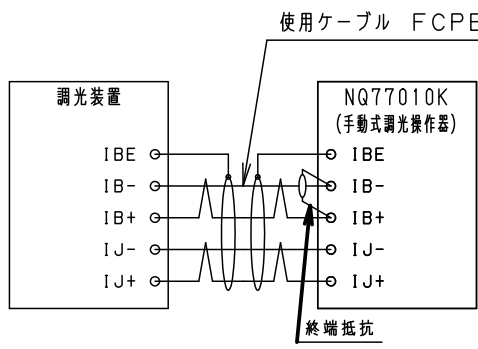 使用ケーブル FCPE
調光装置
NQ77010K
(手動式調光操作器)
IBE
IBE
IB-
IB-
IB+
IB+
IJ-
IJ-
IJ+
IJ+
終端抵抗